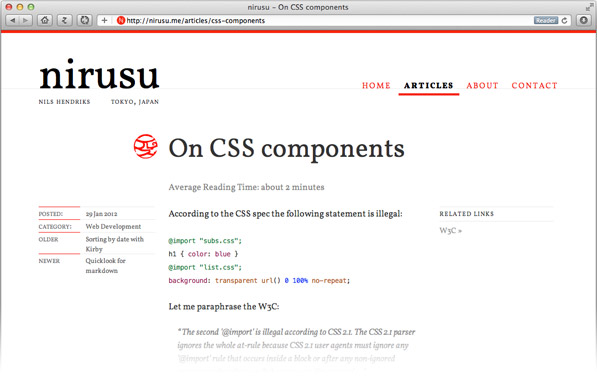 nirusu – On CSS components
http://nirusu.me/articles/css-components
Reader
nirusu
NILS HENDRIKS TOKYO, JAPAN
HOME ARTICLES ABOUT CONTACT
On CSS components
Average Reading Time: about 2 minutes
POSTED: 29 Jan 2012
CATEGORY: Web Development
OLDER Sorting by date with
Kirby
NEWER Quicklook for
markdown
According to the CSS spec the following statement is illegal:
@import "subs.css";
h1 { color: blue }
@import "list.css";
background: transparent url() 0 100% no-repeat;
Let me paraphrase the W3C:
"The second '@import' is illegal according to CSS 2.1. The CSS 2.1 parser
ignores the whole at-rule because CSS 2.1 user agents must ignore any
'@import' rule that occurs inside a block or after any non-ignored
RELATED LINKS
W3C »